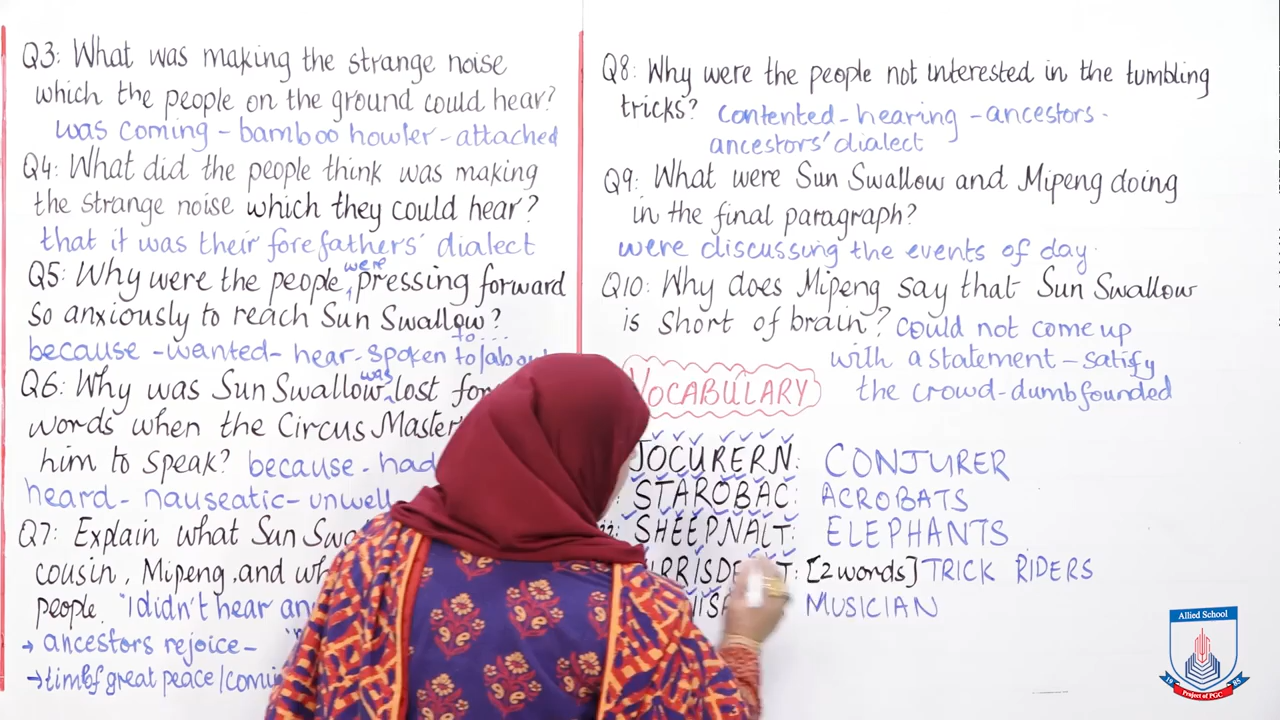 Q3: What was making the strange noise
which the people on the ground could hear?
was coming - bamboo howler - attached
Q4: What did the people think was making
the strange noise which they could hear?
that it was their forefathers' dialect
Q5: Why were the people were pressing forward
so anxiously to reach Sun Swallow?
to...
because - wanted - hear - spoken to/about
Q6: Why was Sun Swallow was lost for
words when the Circus Master
him to speak? because - had
heard - nauseatic - unwell
Q7: Explain what Sun Swa
cousin, Mipeng, and wh
people. "I didn't hear an
→ ancestors rejoice -
→ timbf great peace/comin
Q8: Why were the people not interested in the tumbling
tricks? contented - hearing - ancestors.
ancestors' dialect
Q9: What were Sun Swallow and Mipeng doing
in the final paragraph?
were discussing the events of day.
Q10: Why does Mipeng say that Sun Swallow
is short of brain? could not come up
with a statement - satify
the crowd - dumbfounded
VOCABULARY
JOCURERN: CONJURER
STAROBAC: ACROBATS
SHEEPNALT: ELEPHANTS
[2 words] TRICK RIDERS
MUSICIAN
Allied School
19 85
Project of PGC